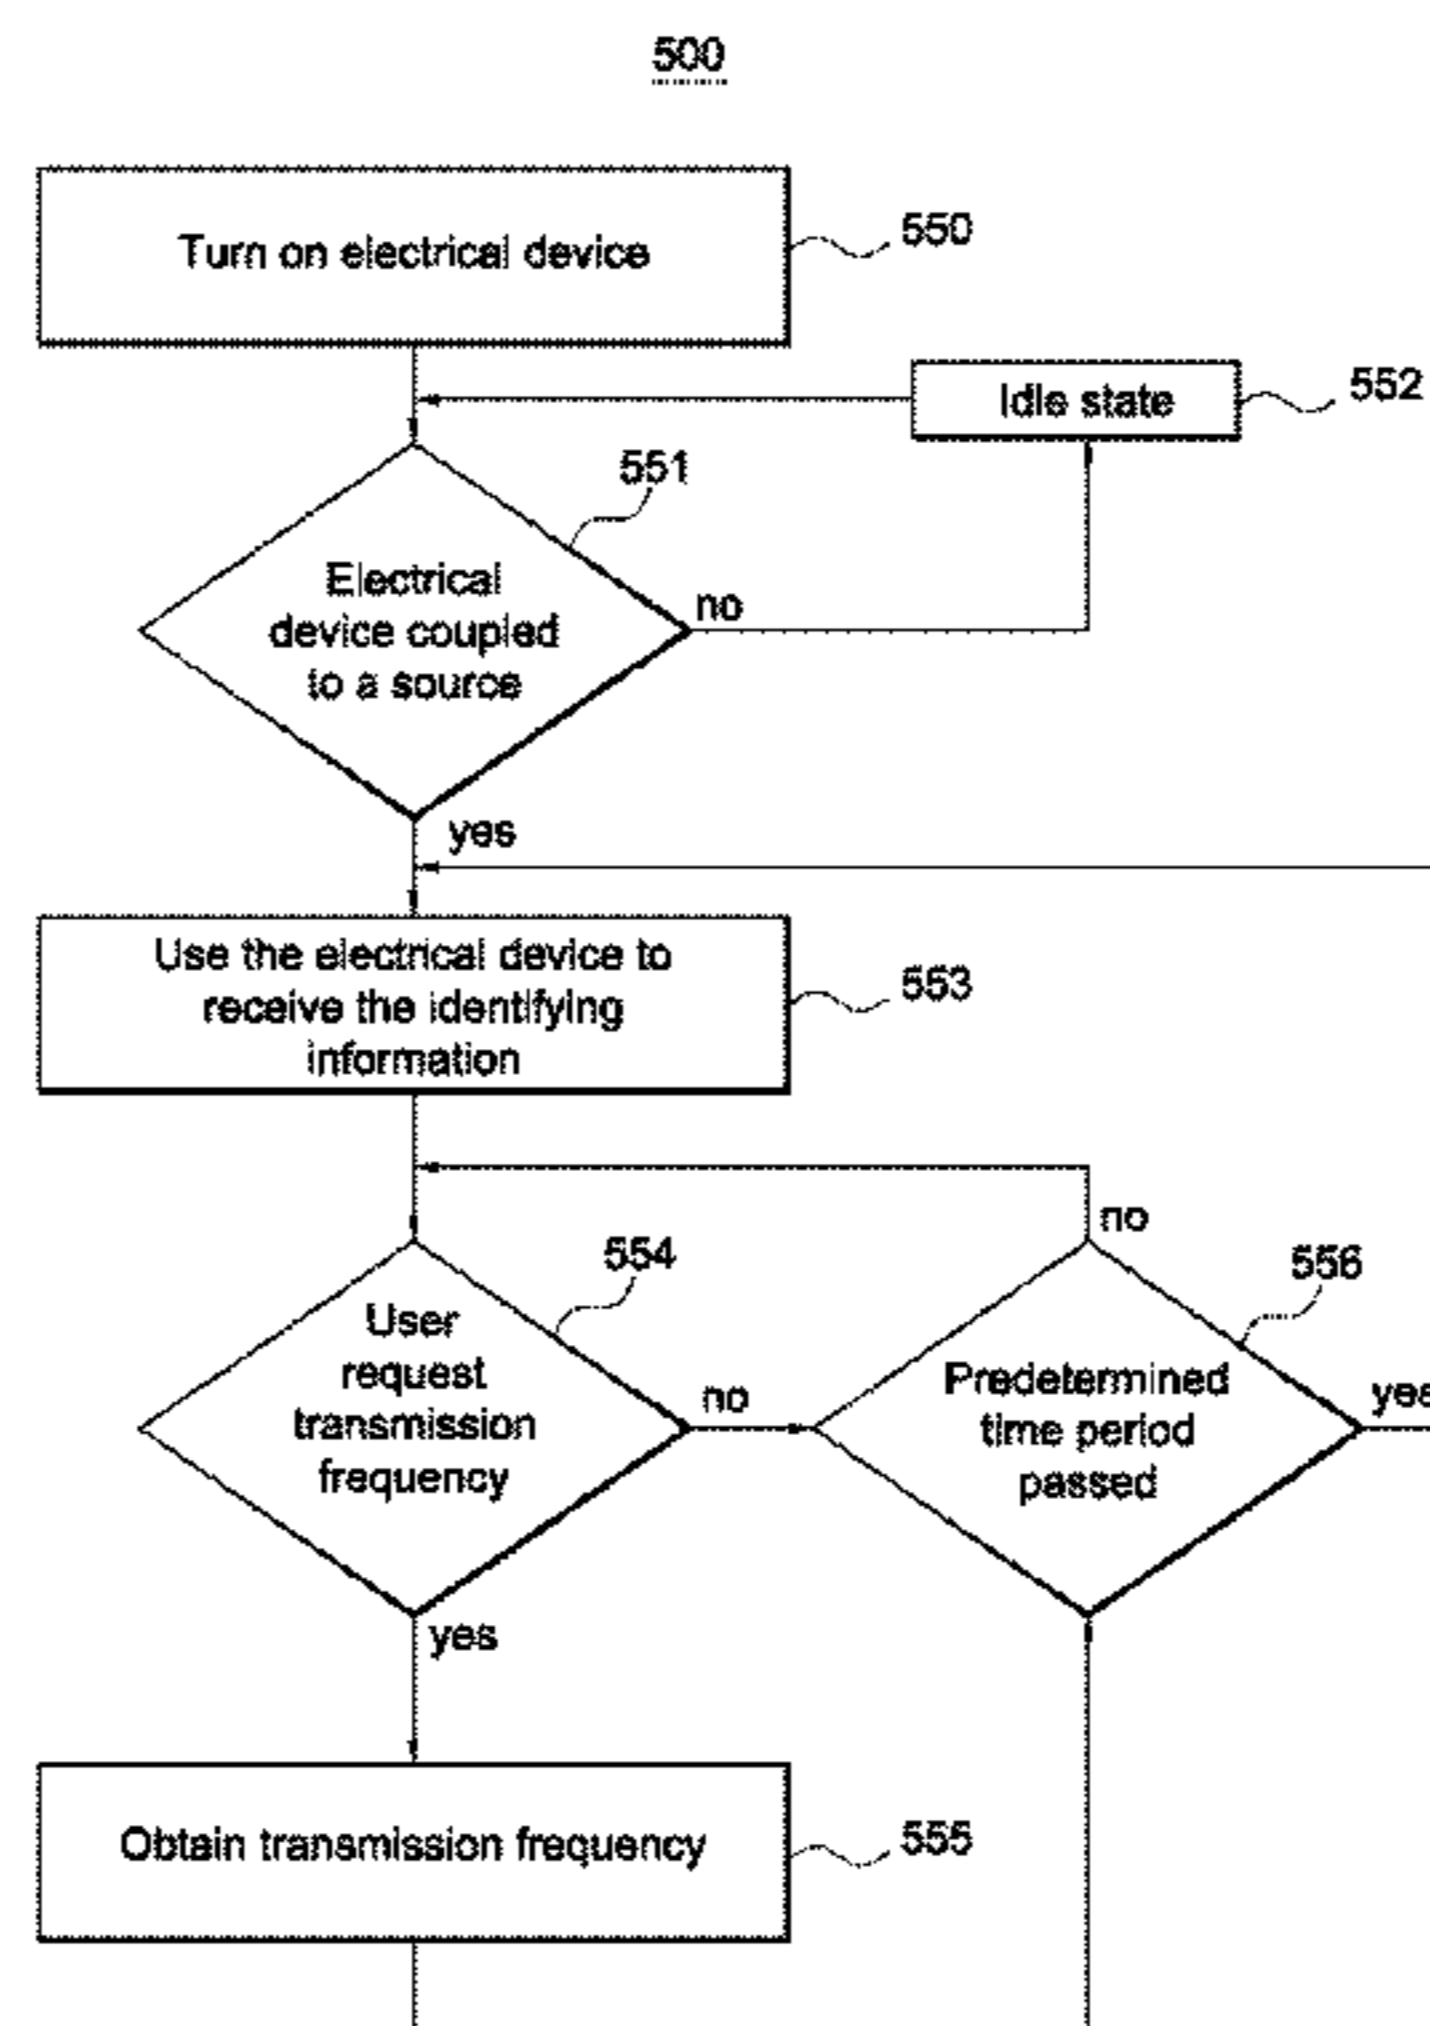 500
Turn on electrical device
550
Idle state
552
551
Electrical
device coupled
to a source
no
yes
Use the electrical device to
receive the identifying
information
553
no
554
556
User
request
transmission
frequency
no
Predetermined
time period
passed
yes
yes
Obtain transmission frequency
555